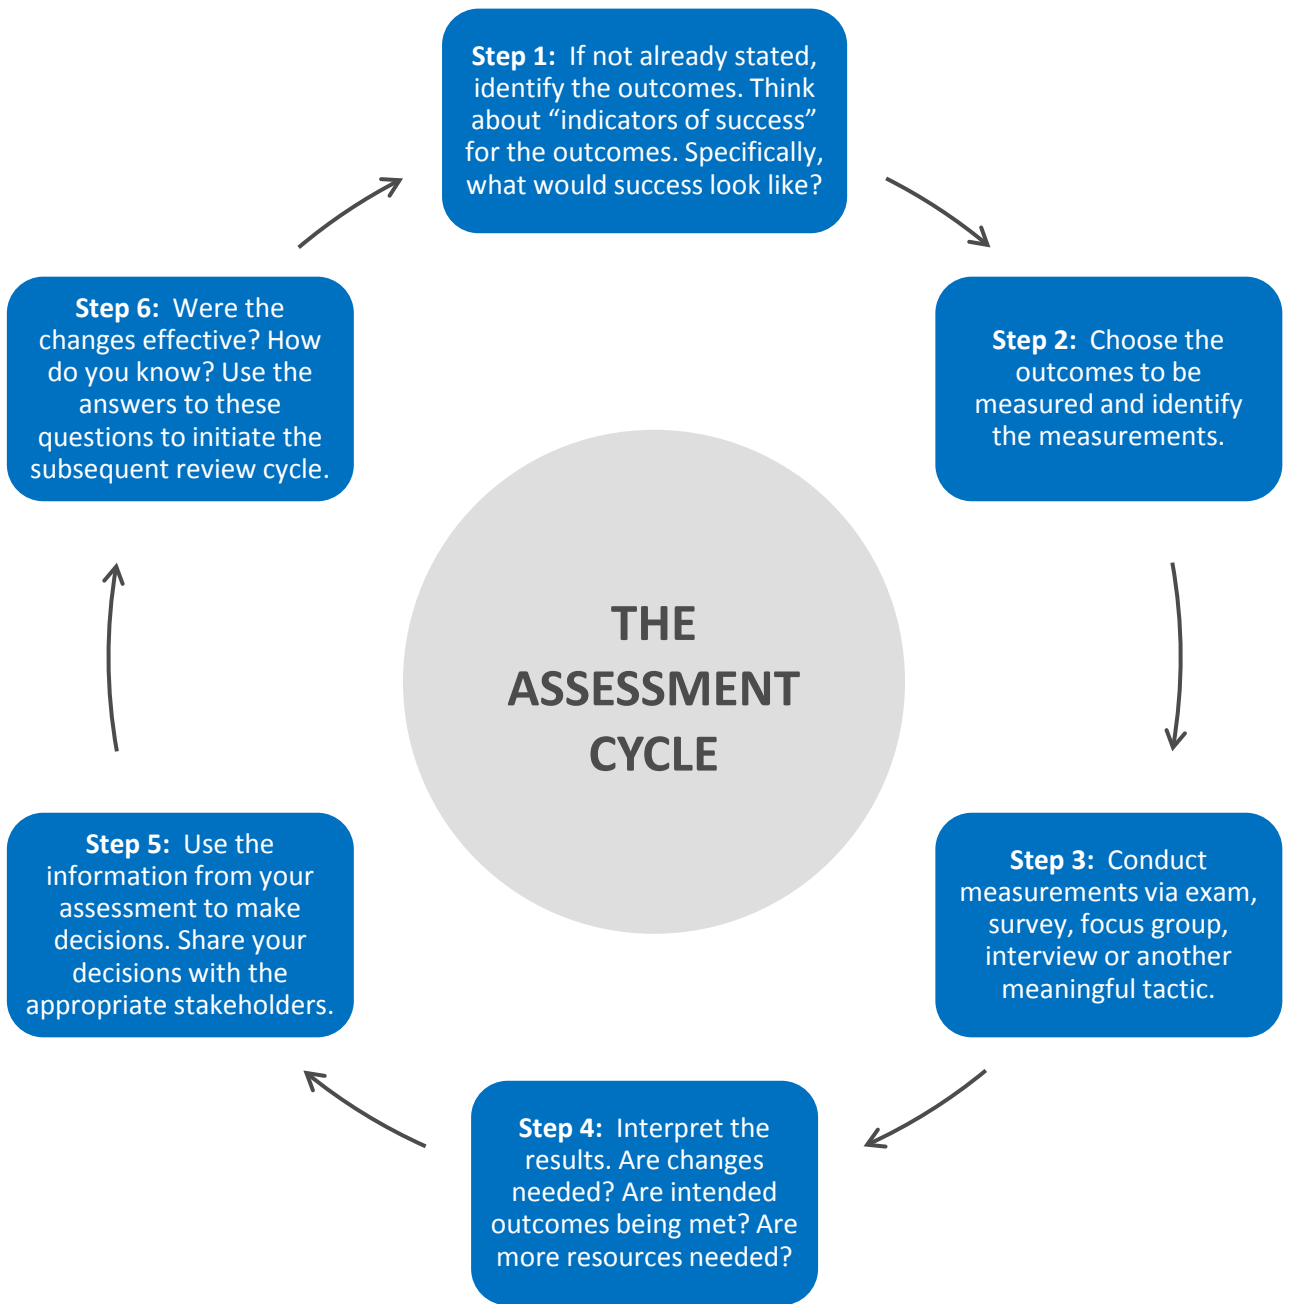 Step 1: If not already stated,
identify the outcomes. Think
about “indicators of success”
for the outcomes. Specifically,
what would success look like?
Step 2: Choose the
outcomes to be
measured and identify
the measurements.
Step 3: Conduct
measurements via exam,
survey, focus group,
interview or another
meaningful tactic.
Step 4: Interpret the
results. Are changes
needed? Are intended
outcomes being met? Are
more resources needed?
Step 5: Use the
information from your
assessment to make
decisions. Share your
decisions with the
appropriate stakeholders.
Step 6: Were the
changes effective? How
do you know? Use the
answers to these
questions to initiate the
subsequent review cycle.
THE
ASSESSMENT
CYCLE